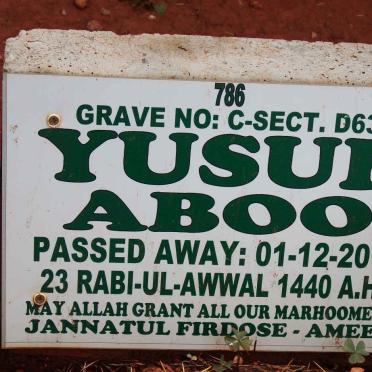 786
GRAVE NO: C-SECT. D63
YUSU
ABOO
PASSED AWAY: 01-12-20
23 RABI-UL-AWWAL 1440 A.H
MAY ALLAH GRANT ALL OUR MARHOOME
JANNATUL FIRDOSE - AMEE